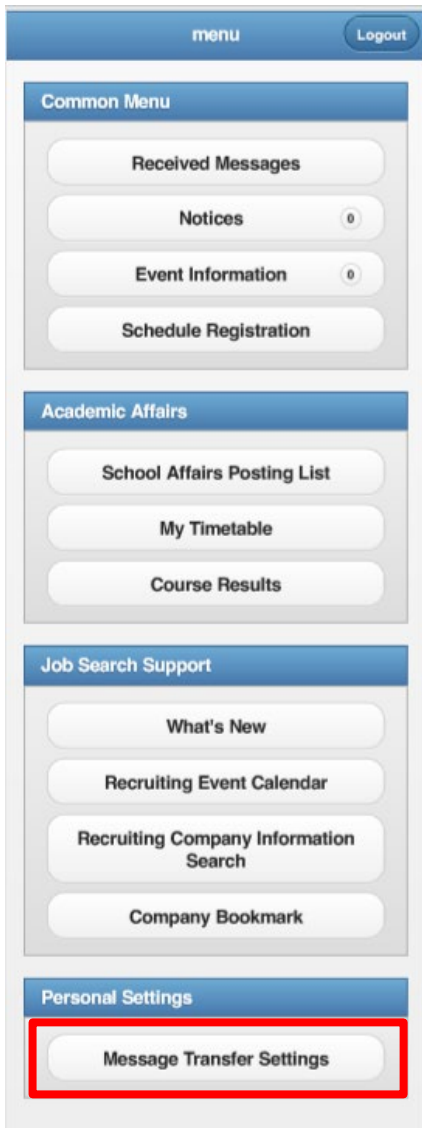 menu
Logout
Common Menu
Received Messages
Notices 0
Event Information 0
Schedule Registration
Academic Affairs
School Affairs Posting List
My Timetable
Course Results
Job Search Support
What's New
Recruiting Event Calendar
Recruiting Company Information
Search
Company Bookmark
Personal Settings
Message Transfer Settings